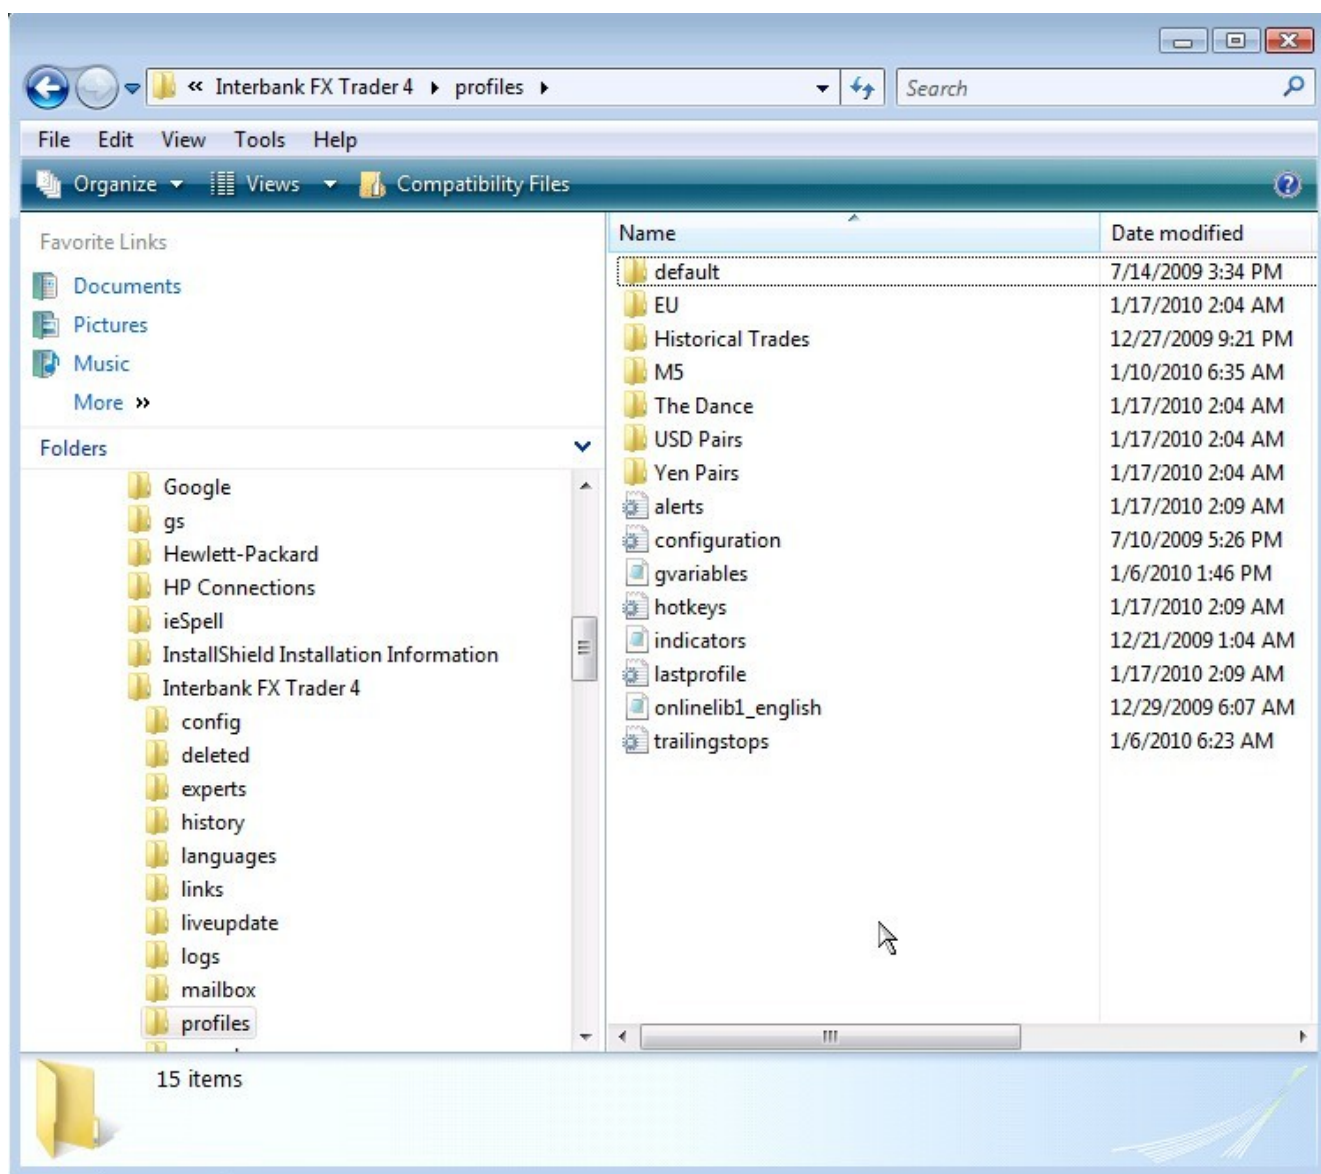 « Interbank FX Trader 4 ▸ profiles ▸
Search
File Edit View Tools Help
Organize Views Compatibility Files
Favorite Links
Documents
Pictures
Music
More »
Folders
Google
gs
Hewlett-Packard
HP Connections
ieSpell
InstallShield Installation Information
Interbank FX Trader 4
config
deleted
experts
history
languages
links
liveupdate
logs
mailbox
profiles
Name Date modified
default 7/14/2009 3:34 PM
EU 1/17/2010 2:04 AM
Historical Trades 12/27/2009 9:21 PM
M5 1/10/2010 6:35 AM
The Dance 1/17/2010 2:04 AM
USD Pairs 1/17/2010 2:04 AM
Yen Pairs 1/17/2010 2:04 AM
alerts 1/17/2010 2:09 AM
configuration 7/10/2009 5:26 PM
gvariables 1/6/2010 1:46 PM
hotkeys 1/17/2010 2:09 AM
indicators 12/21/2009 1:04 AM
lastprofile 1/17/2010 2:09 AM
onlinelib1_english 12/29/2009 6:07 AM
trailingstops 1/6/2010 6:23 AM
15 items